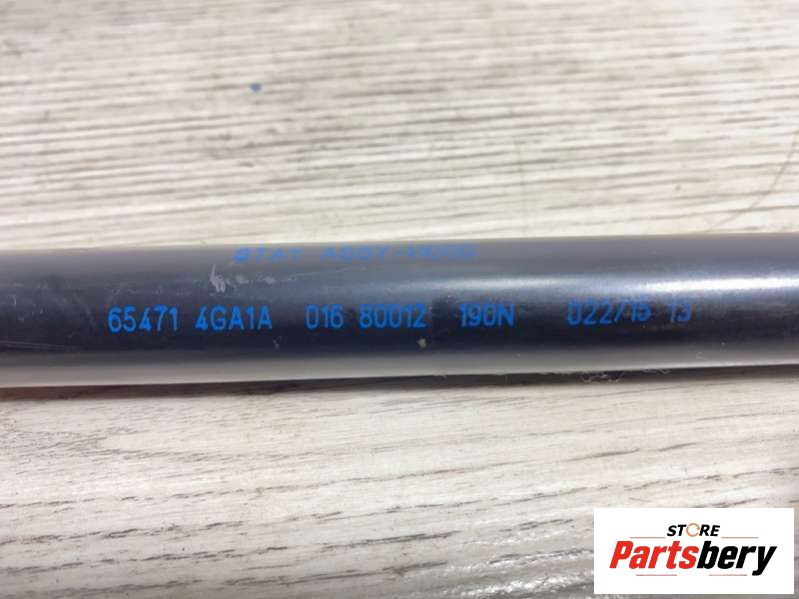 STAY ASSY-HOOD
65471 4GA1A 016 80012 190N 022715 13
STORE
Partsbery